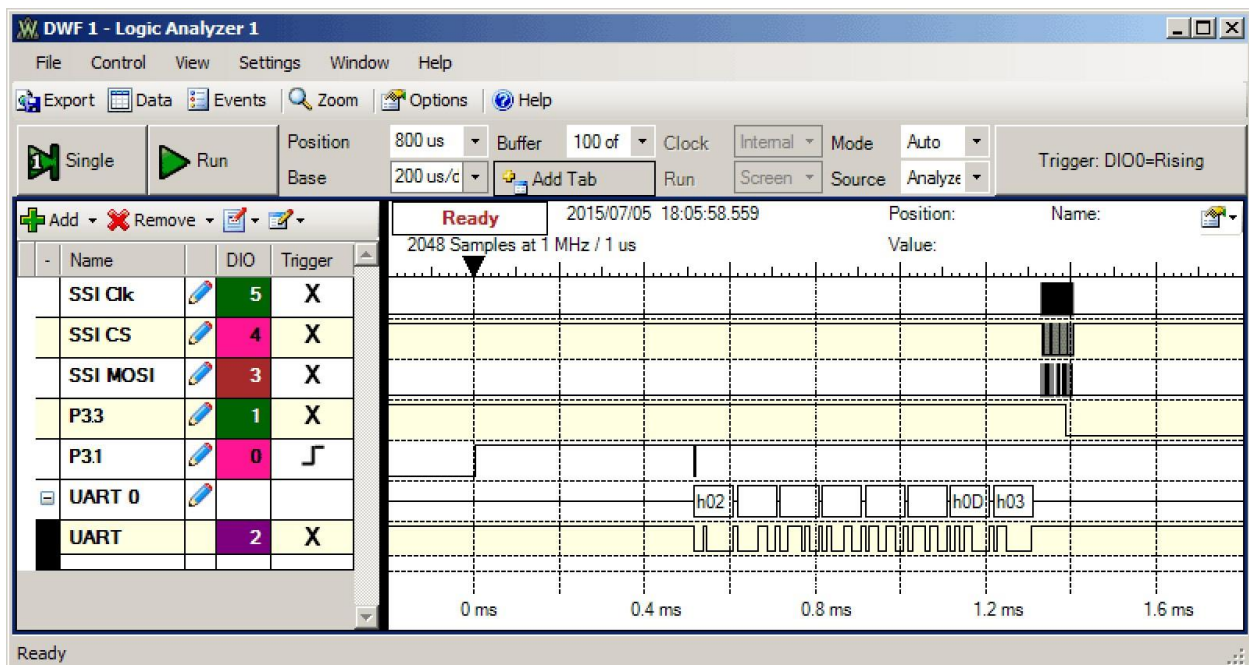 DWF 1 - Logic Analyzer 1
File Control View Settings Window Help
Export Data Events Zoom Options Help
Single Run Position 800 us Buffer 100 of Clock Internal Mode Auto Trigger: DIO0=Rising
Base 200 us/c Add Tab Run Screen Source Analyze
Add Remove Ready 2015/07/05 18:05:58.559 Position: Name:
2048 Samples at 1 MHz / 1 us Value:
- Name DIO Trigger
SSI Clk 5 X
SSI CS 4 X
SSI MOSI 3 X
P3.3 1 X
P3.1 0
UART 0 h02 h0D h03
UART 2 X
0 ms 0.4 ms 0.8 ms 1.2 ms 1.6 ms
Ready